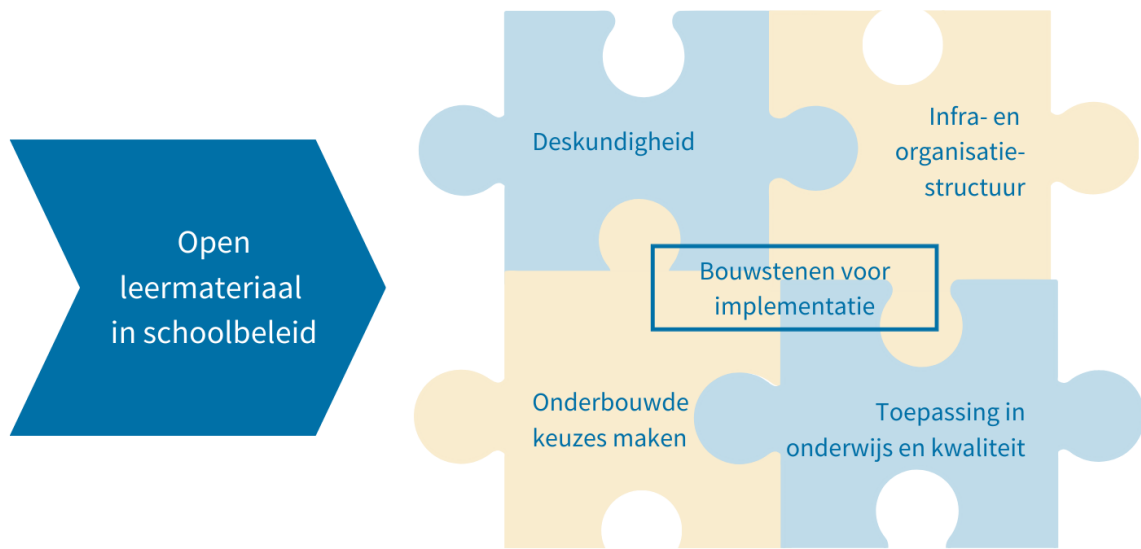 Open
leermateriaal
in schoolbeleid
Deskundigheid
Infra- en
organisatie-
structuur
Bouwstenen voor
implementatie
Onderbouwde
keuzes maken
Toepassing in
onderwijs en kwaliteit